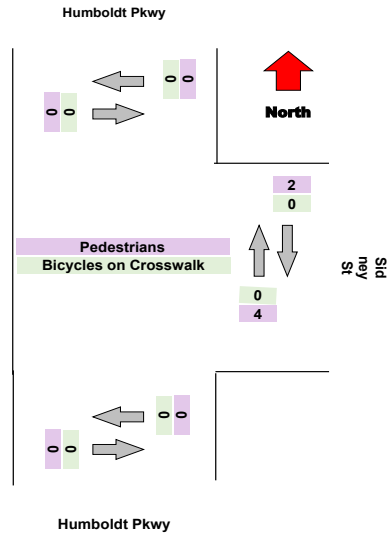 Humboldt Pkwy
0 0
0 0
North
2
0
Pedestrians
Bicycles on Crosswalk
Sid
ney
St
0
4
0 0
0 0
Humboldt Pkwy